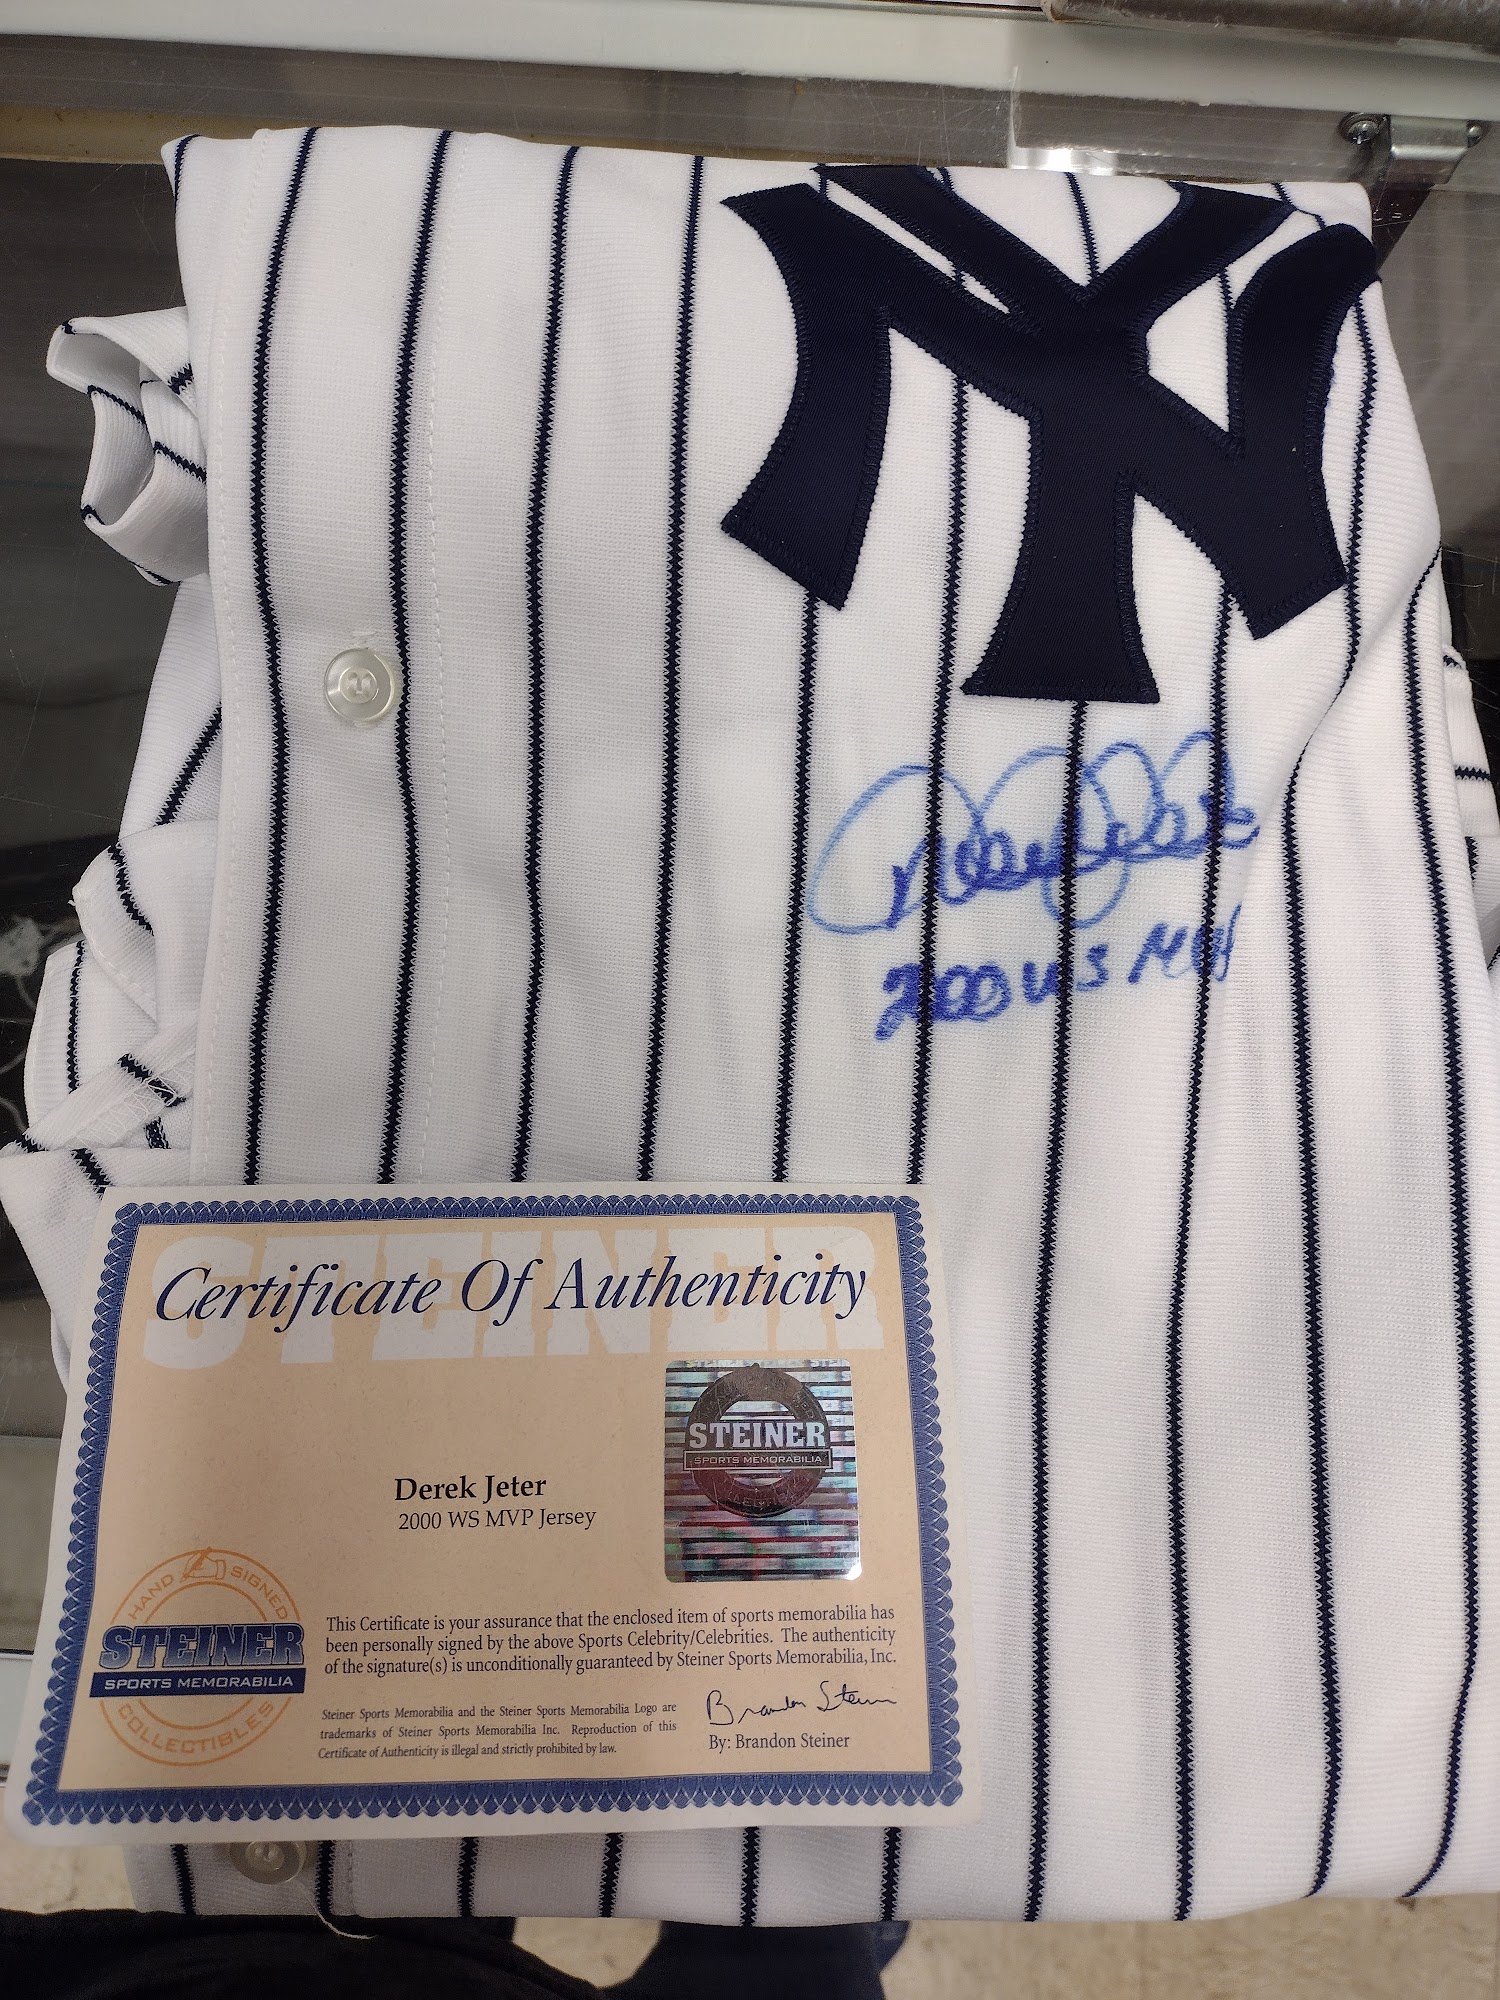 NY
Derek Jeter
2000 WS MVP
STEINER
Certificate Of Authenticity
STEINER
SPORTS MEMORABILIA
Derek Jeter
2000 WS MVP Jersey
HAND SIGNED
STEINER
SPORTS MEMORABILIA
COLLECTIBLES
This Certificate is your assurance that the enclosed item of sports memorabilia has
been personally signed by the above Sports Celebrity/Celebrities. The authenticity
of the signature(s) is unconditionally guaranteed by Steiner Sports Memorabilia, Inc.
Steiner Sports Memorabilia and the Steiner Sports Memorabilia Logo are
trademarks of Steiner Sports Memorabilia Inc. Reproduction of this
Certificate of Authenticity is illegal and strictly prohibited by law.
Brandon Steiner
By: Brandon Steiner